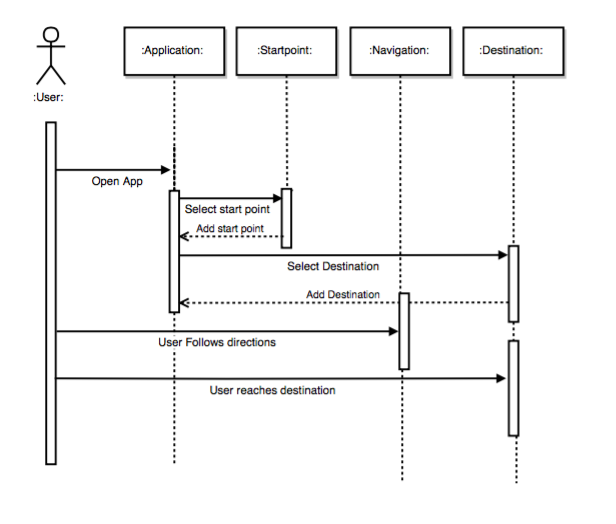 :Application:
:Startpoint:
:Navigation:
:Destination:
:User:
Open App
Select start point
Add start point
Select Destination
Add Destination
User Follows directions
User reaches destination